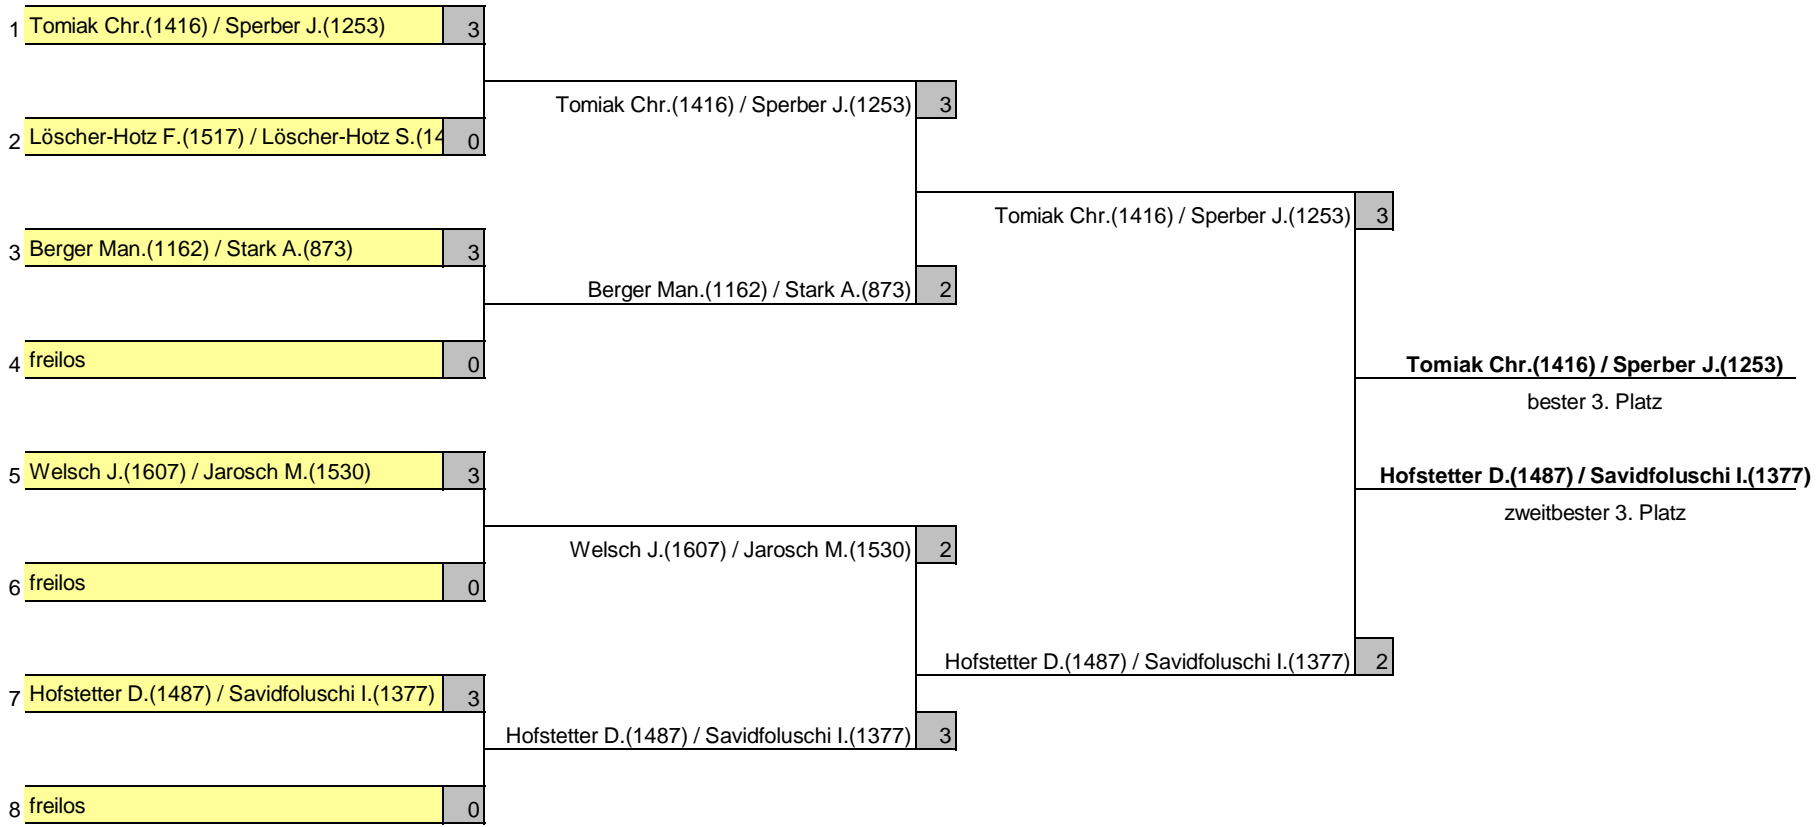 1 Tomiak Chr.(1416) / Sperber J.(1253) 3
Tomiak Chr.(1416) / Sperber J.(1253) 3
2 Löscher-Hotz F.(1517) / Löscher-Hotz S.(14 0
Tomiak Chr.(1416) / Sperber J.(1253) 3
3 Berger Man.(1162) / Stark A.(873) 3
Berger Man.(1162) / Stark A.(873) 2
4 freilos 0
Tomiak Chr.(1416) / Sperber J.(1253)
bester 3. Platz
5 Welsch J.(1607) / Jarosch M.(1530) 3
Hofstetter D.(1487) / Savidfoluschi I.(1377)
zweitbester 3. Platz
Welsch J.(1607) / Jarosch M.(1530) 2
6 freilos 0
Hofstetter D.(1487) / Savidfoluschi I.(1377) 2
7 Hofstetter D.(1487) / Savidfoluschi I.(1377) 3
Hofstetter D.(1487) / Savidfoluschi I.(1377) 3
8 freilos 0